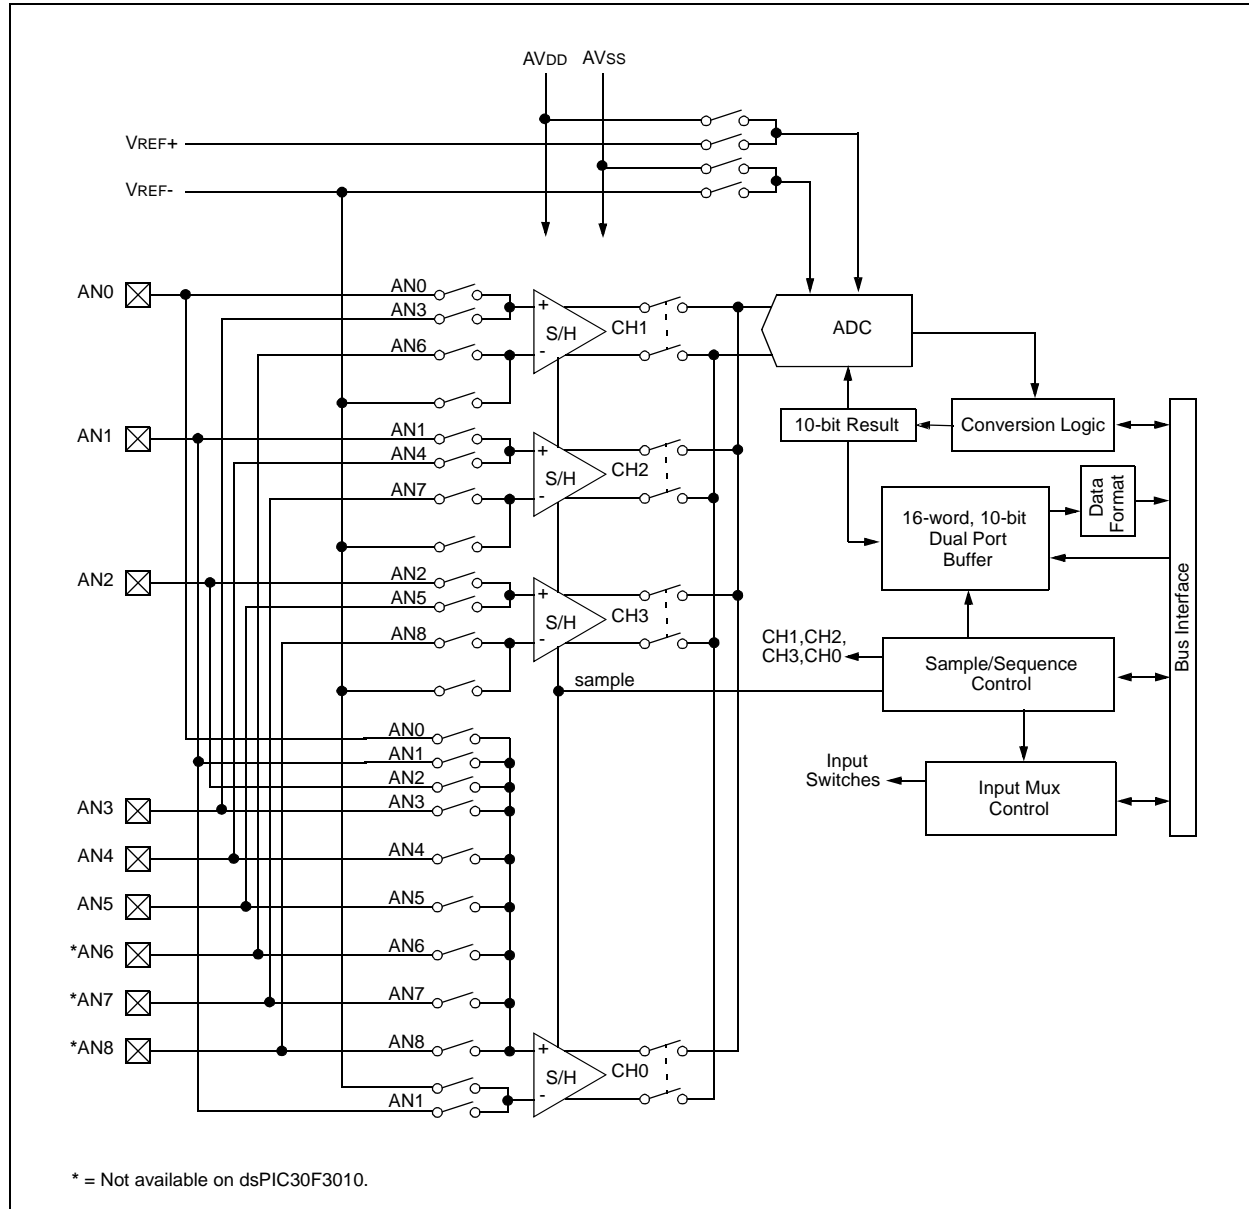 AVDD AVSS
VREF+
VREF-
AN0
AN0
AN3
AN6
+
-
S/H
CH1
ADC
AN1
AN1
AN4
AN7
+
-
S/H
CH2
10-bit Result
Conversion Logic
16-word, 10-bit
Dual Port
Buffer
Data
Format
Bus Interface
AN2
AN2
AN5
AN8
+
-
S/H
CH3
CH1,CH2,
CH3,CH0
Sample/Sequence
Control
sample
AN0
AN1
AN2
AN3
AN3
Input
Switches
Input Mux
Control
AN4
AN4
AN5
AN5
*AN6
AN6
*AN7
AN7
*AN8
AN8
AN1
+
-
S/H
CH0
* = Not available on dsPIC30F3010.